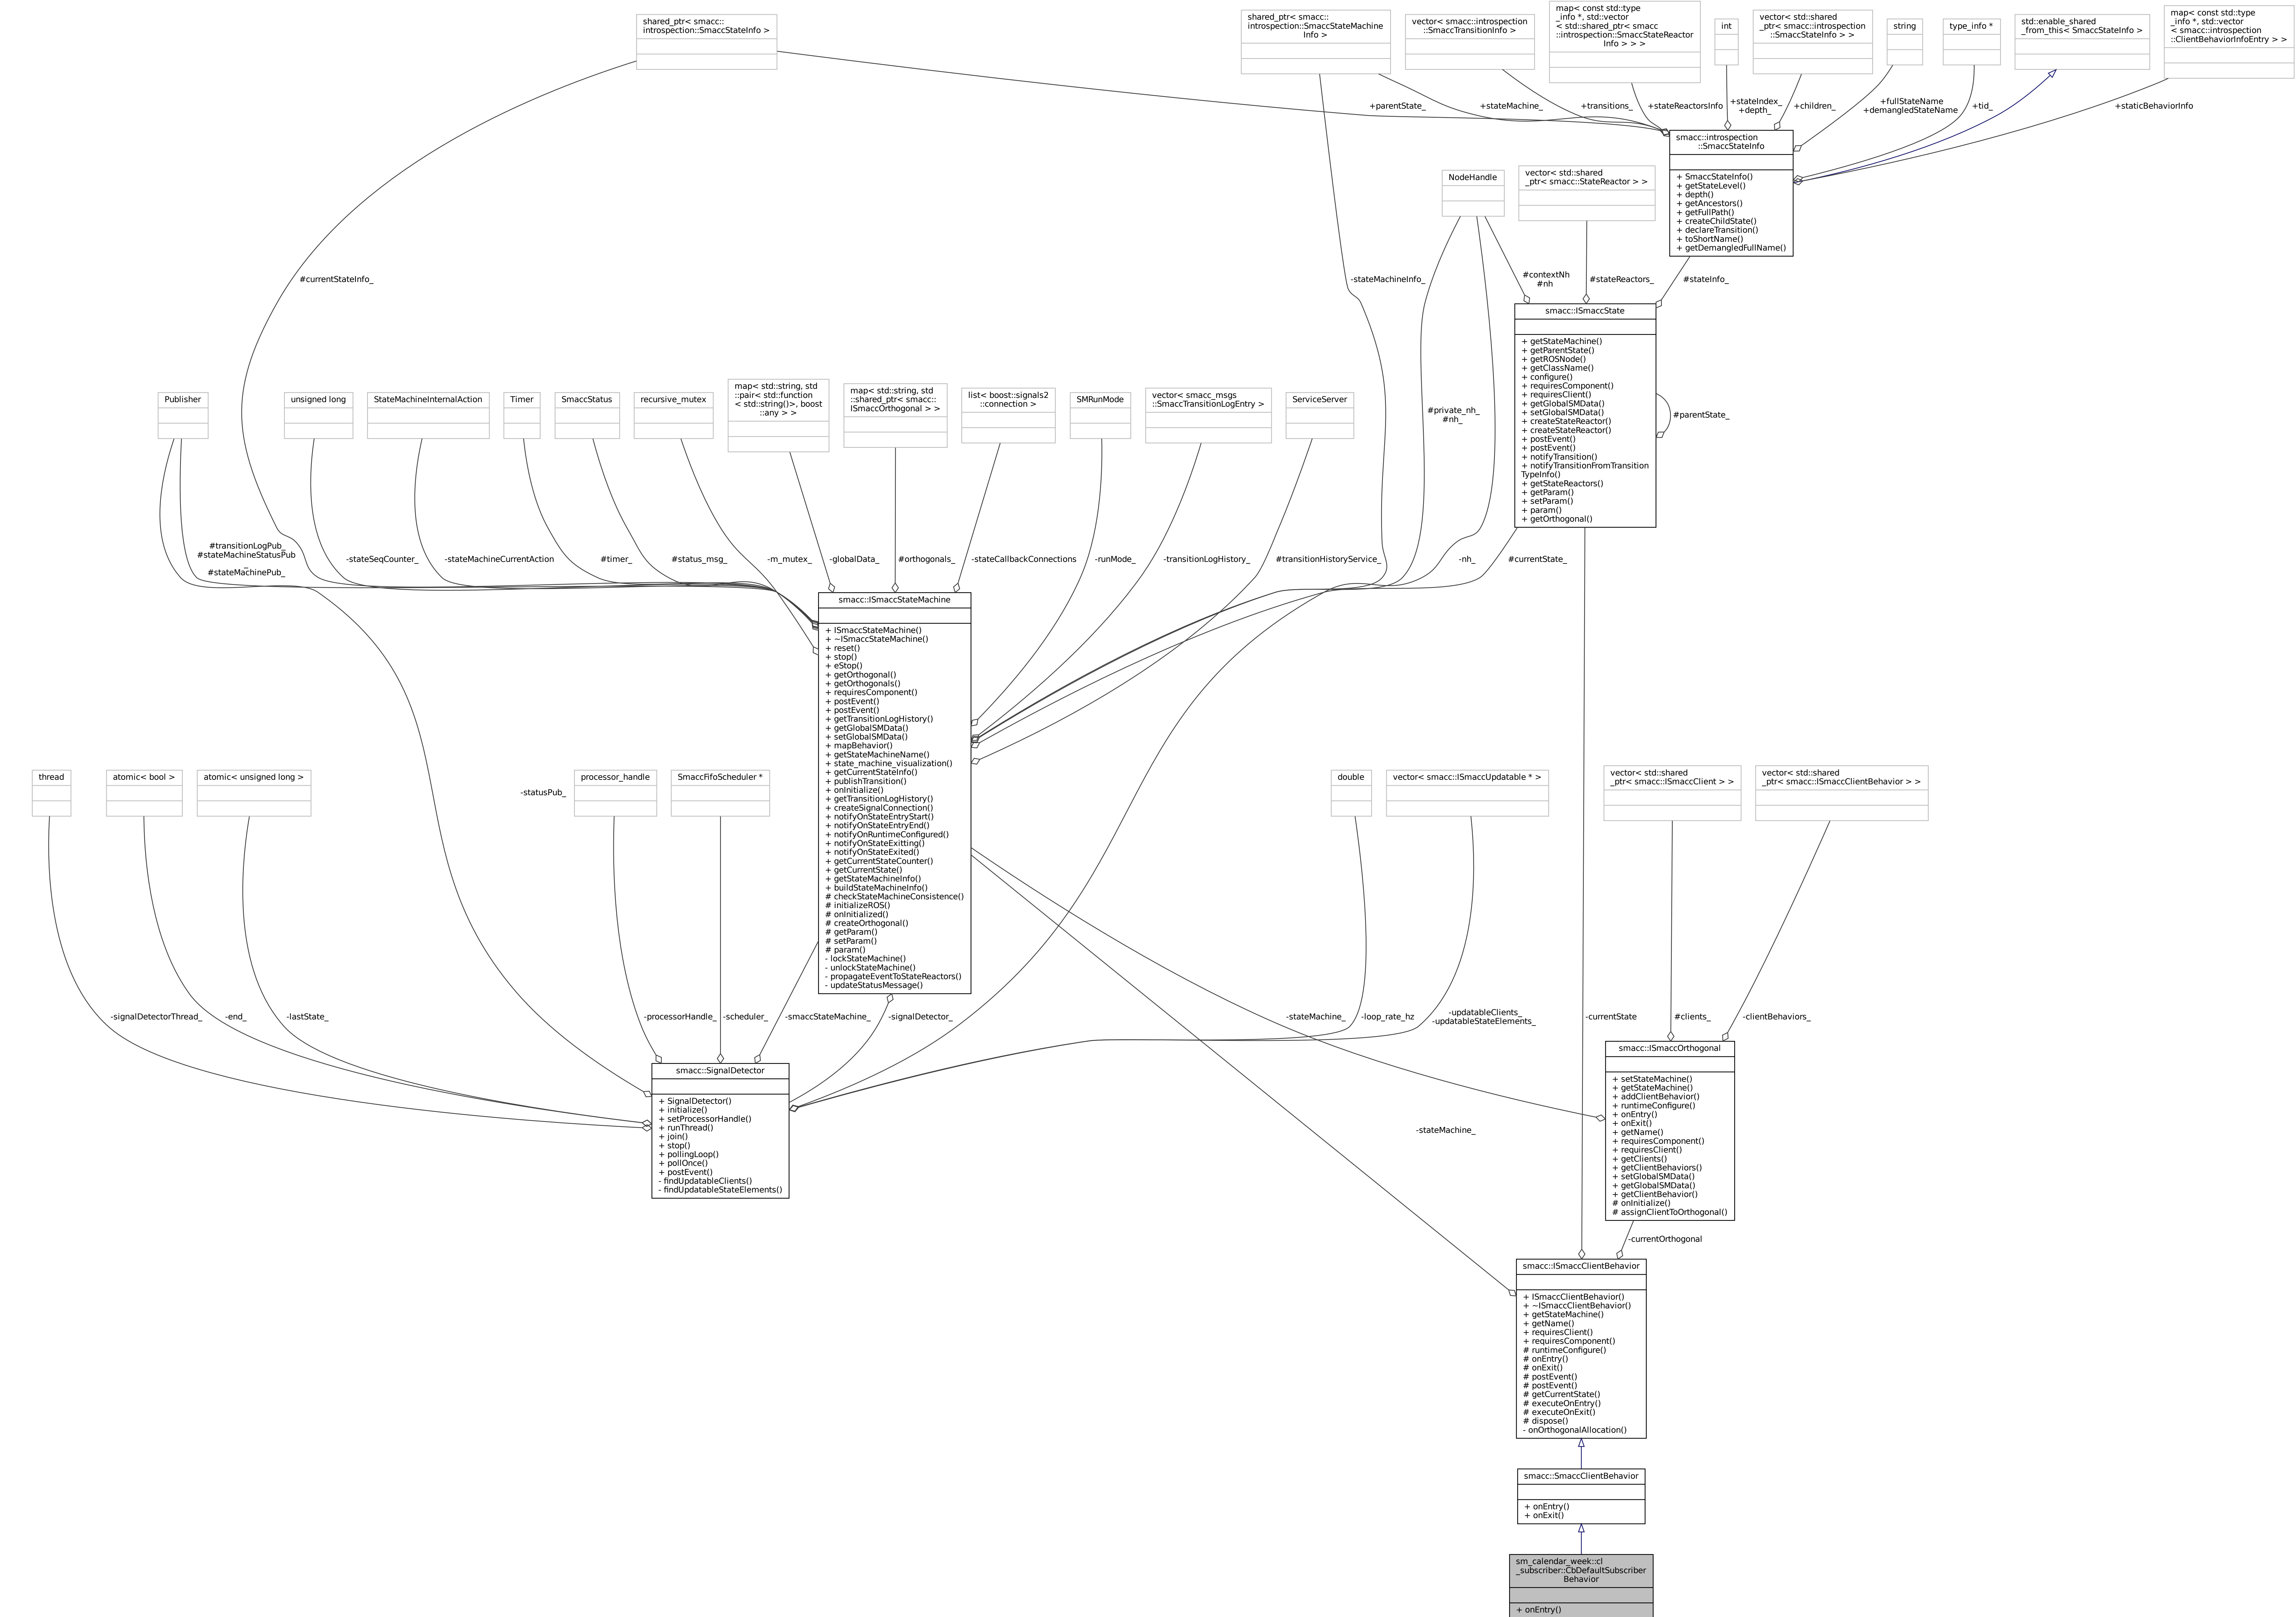 shared_ptr< smacc::
introspection::SmaccStateInfo >
shared_ptr< smacc::
introspection::SmaccStateMachine
Info >
vector< smacc::introspection
::SmaccTransitionInfo >
map< const std::type
_info *, std::vector
< std::shared_ptr< smacc
::introspection::SmaccStateReactor
Info > > >
int
vector< std::shared
_ptr< smacc::introspection
::SmaccStateInfo > >
string
type_info *
std::enable_shared
_from_this< SmaccStateInfo >
map< const std::type
_info *, std::vector
< smacc::introspection
::ClientBehaviorInfoEntry > >
+parentState_
+stateMachine_
+transitions_
+stateReactorsInfo
+stateIndex_
+depth_
+children_
+fullStateName
+demangledStateName
+tid_
+staticBehaviorInfo
smacc::introspection
::SmaccStateInfo
+ SmaccStateInfo()
+ getStateLevel()
+ depth()
+ getAncestors()
+ getFullPath()
+ createChildState()
+ declareTransition()
+ toShortName()
+ getDemangledFullName()
NodeHandle
vector< std::shared
_ptr< smacc::StateReactor > >
#currentStateInfo_
-stateMachineInfo_
#contextNh
#nh
#stateReactors_
#stateInfo_
smacc::ISmaccState
+ getStateMachine()
+ getParentState()
+ getROSNode()
+ getClassName()
+ configure()
+ requiresComponent()
+ requiresClient()
+ getGlobalSMData()
+ setGlobalSMData()
+ createStateReactor()
+ createStateReactor()
+ postEvent()
+ postEvent()
+ notifyTransition()
+ notifyTransitionFromTransition
TypeInfo()
+ getStateReactors()
+ getParam()
+ setParam()
+ param()
+ getOrthogonal()
#parentState_
Publisher
unsigned long
StateMachineInternalAction
Timer
SmaccStatus
recursive_mutex
map< std::string, std
::pair< std::function
< std::string()>, boost
::any > >
map< std::string, std
::shared_ptr< smacc::
ISmaccOrthogonal > >
list< boost::signals2
::connection >
SMRunMode
vector< smacc_msgs
::SmaccTransitionLogEntry >
ServiceServer
#private_nh_
#nh_
#transitionLogPub_
#stateMachineStatusPub
_
#stateMachinePub_
-stateSeqCounter_
-stateMachineCurrentAction
#timer_
#status_msg_
-m_mutex_
-globalData_
#orthogonals_
-stateCallbackConnections
-runMode_
-transitionLogHistory_
#transitionHistoryService_
-nh_
#currentState_
smacc::ISmaccStateMachine
+ ISmaccStateMachine()
+ ~ISmaccStateMachine()
+ reset()
+ stop()
+ eStop()
+ getOrthogonal()
+ getOrthogonals()
+ requiresComponent()
+ postEvent()
+ postEvent()
+ getTransitionLogHistory()
+ getGlobalSMData()
+ setGlobalSMData()
+ mapBehavior()
+ getStateMachineName()
+ state_machine_visualization()
+ getCurrentStateInfo()
+ publishTransition()
+ onInitialize()
+ getTransitionLogHistory()
+ createSignalConnection()
+ notifyOnStateEntryStart()
+ notifyOnStateEntryEnd()
+ notifyOnRuntimeConfigured()
+ notifyOnStateExitting()
+ notifyOnStateExited()
+ getCurrentStateCounter()
+ getCurrentState()
+ getStateMachineInfo()
+ buildStateMachineInfo()
# checkStateMachineConsistence()
# initializeROS()
# onInitialized()
# createOrthogonal()
# getParam()
# setParam()
# param()
- lockStateMachine()
- unlockStateMachine()
- propagateEventToStateReactors()
- updateStatusMessage()
thread
atomic< bool >
atomic< unsigned long >
-statusPub_
processor_handle
SmaccFifoScheduler *
double
vector< smacc::ISmaccUpdatable * >
vector< std::shared
_ptr< smacc::ISmaccClient > >
vector< std::shared
_ptr< smacc::ISmaccClientBehavior > >
-signalDetectorThread_
-end_
-lastState_
-processorHandle_
-scheduler_
-smaccStateMachine_
-signalDetector_
-stateMachine_
-loop_rate_hz
-updatableClients_
-updatableStateElements_
-currentState
#clients_
-clientBehaviors_
smacc::SignalDetector
+ SignalDetector()
+ initialize()
+ setProcessorHandle()
+ runThread()
+ join()
+ stop()
+ pollingLoop()
+ pollOnce()
+ postEvent()
- findUpdatableClients()
- findUpdatableStateElements()
smacc::ISmaccOrthogonal
+ setStateMachine()
+ getStateMachine()
+ addClientBehavior()
+ runtimeConfigure()
+ onEntry()
+ onExit()
+ getName()
+ requiresComponent()
+ requiresClient()
+ getClients()
+ getClientBehaviors()
+ setGlobalSMData()
+ getGlobalSMData()
+ getClientBehavior()
# onInitialize()
# assignClientToOrthogonal()
-stateMachine_
-currentOrthogonal
smacc::ISmaccClientBehavior
+ ISmaccClientBehavior()
+ ~ISmaccClientBehavior()
+ getStateMachine()
+ getName()
+ requiresClient()
+ requiresComponent()
# runtimeConfigure()
# onEntry()
# onExit()
# postEvent()
# postEvent()
# getCurrentState()
# executeOnEntry()
# executeOnExit()
# dispose()
- onOrthogonalAllocation()
smacc::SmaccClientBehavior
+ onEntry()
+ onExit()
sm_calendar_week::cl
_subscriber::CbDefaultSubscriber
Behavior
+ onEntry()